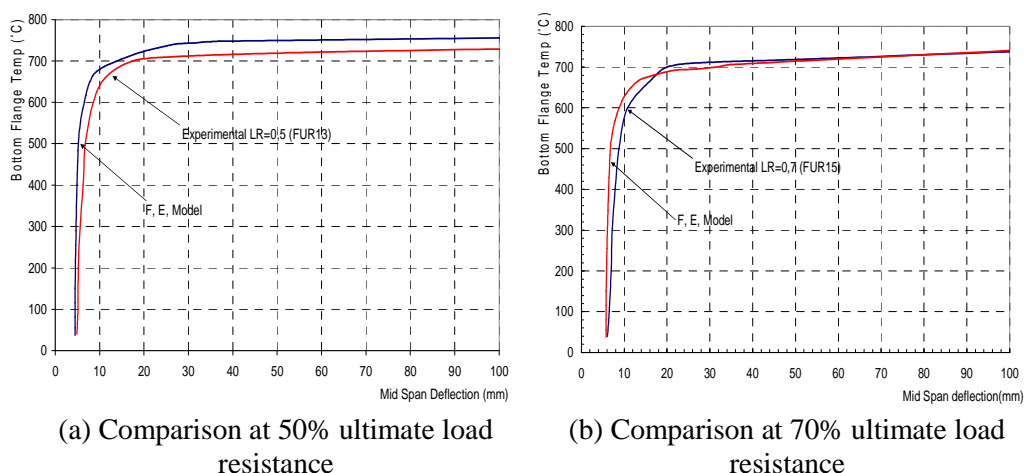 800
700
600
500
400
300
200
100
0
Bottom Flange Temp (˚C)
0 10 20 30 40 50 60 70 80 90 100
Mid Span Deflection (mm)
Experimental LR=0,5 (FUR13)
F, E, Model
(a) Comparison at 50% ultimate load
resistance
800
700
600
500
400
300
200
100
0
Bottom Flange Temp (˚C)
0 10 20 30 40 50 60 70 80 90 100
Mid Span deflection(mm)
Experimental LR=0,7 (FUR15)
F, E, Model
(b) Comparison at 70% ultimate load
resistance